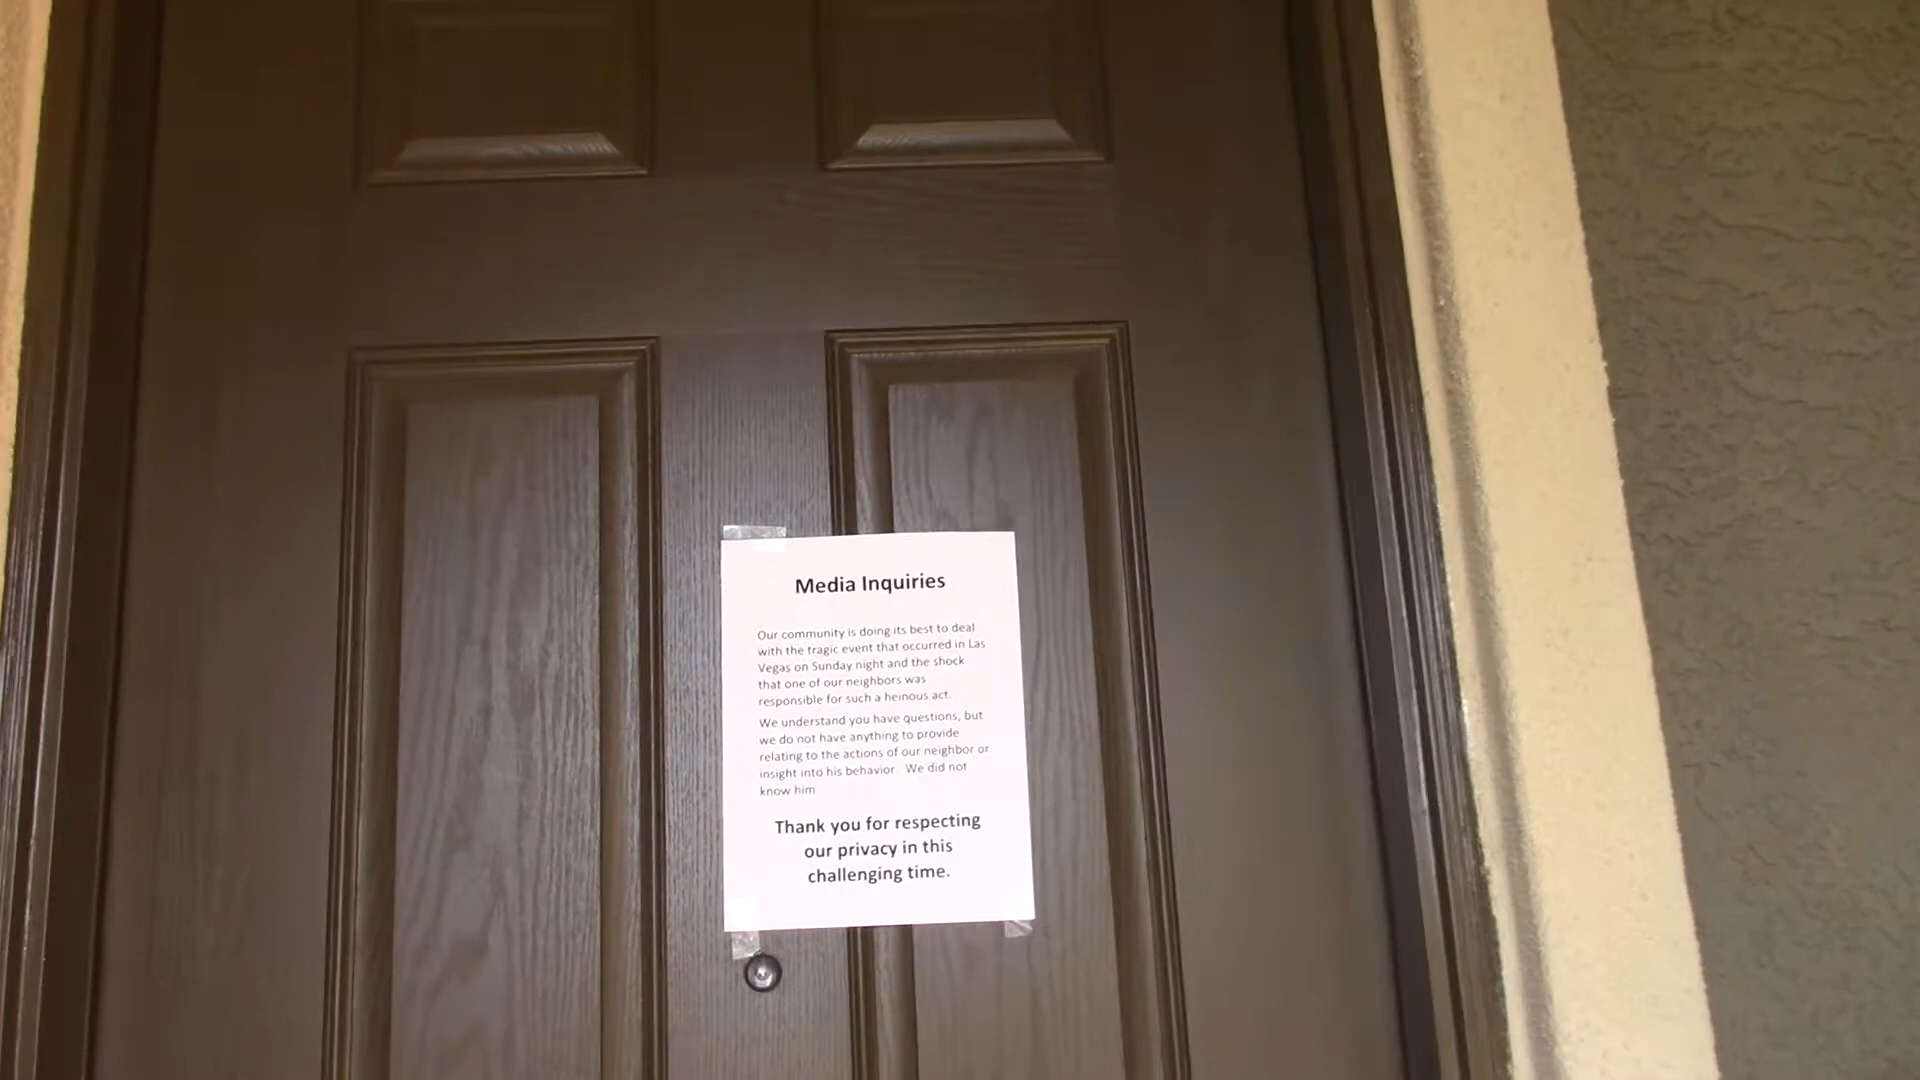 Media Inquiries
Our community is doing its best to deal
with the tragic event that occurred in Las
Vegas on Sunday night and the shock
that one of our neighbors was
responsible for such a heinous act.
We understand you have questions, but
we do not have anything to provide
relating to the actions of our neighbor or
insight into his behavior. We did not
know him
Thank you for respecting
our privacy in this
challenging time.